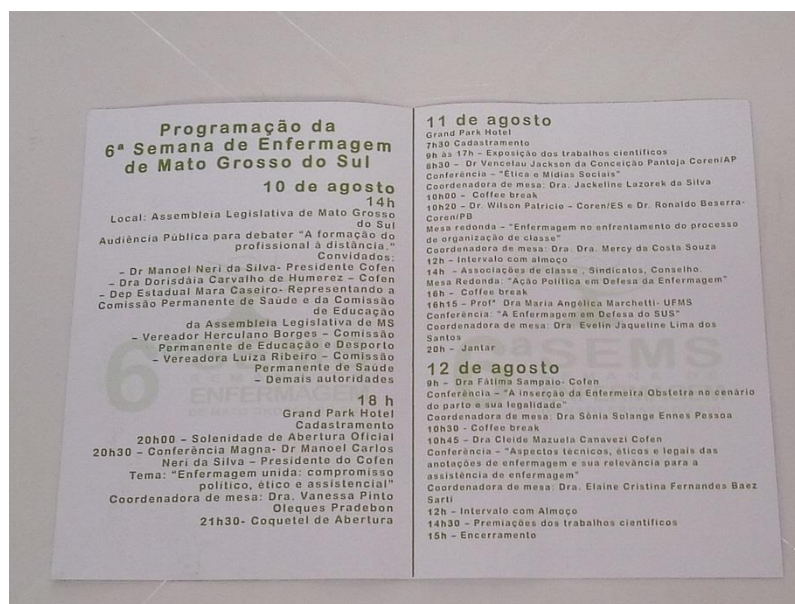 Programação da
6ª Semana de Enfermagem
de Mato Grosso do Sul
10 de agosto
14h
Local: Assembleia Legislativa de Mato Grosso
do Sul
Audiência Pública para debater "A formação do
profissional à distância."
Convidados:
– Dr Manoel Neri da Silva- Presidente Cofen
– Dra Dorisdáia Carvalho de Humerez – Cofen
– Dep Estadual Mara Caseiro- Representando a
Comissão Permanente de Saúde e da Comissão
de Educação
da Assembleia Legislativa de MS
– Vereador Herculano Borges – Comissão
Permanente de Educação e Desporto
– Vereadora Luiza Ribeiro – Comissão
Permanente de Saúde
– Demais autoridades
18 h
Grand Park Hotel
Cadastramento
20h00 – Solenidade de Abertura Oficial
20h30 – Conferência Magna- Dr Manoel Carlos
Neri da Silva – Presidente do Cofen
Tema: "Enfermagem unida: compromisso
político, ético e assistencial"
Coordenadora de mesa: Dra. Vanessa Pinto
Oleques Pradebon
21h30- Coquetel de Abertura
11 de agosto
Grand Park Hotel
7h30 Cadastramento
9h às 17h – Exposição dos trabalhos científicos
8h30 – Dr Vencelau Jackson da Conceição Pantoja Coren/AP
Conferência – "Ética e Mídias Sociais"
Coordenadora de mesa: Dra. Jackeline Lazorek da Silva
10h00 – Coffee break
10h20 – Dr. Wilson Patrício – Coren/ES e Dr. Ronaldo Beserra-
Coren/PB
Mesa redonda – "Enfermagem no enfrentamento do processo
de organização de classe"
Coordenadora de mesa: Dra. Dra. Mercy da Costa Souza
12h – Intervalo com almoço
14h – Associações de classe , Sindicatos, Conselho.
Mesa Redonda: "Ação Política em Defesa da Enfermagem"
16h – Coffee break
16h15 – Profª Dra Maria Angélica Marchetti- UFMS
Conferência: "A Enfermagem em Defesa do SUS"
Coordenadora de mesa: Dra. Evelin Jaqueline Lima dos
Santos
20h – Jantar
12 de agosto
9h – Dra Fátima Sampaio- Cofen
Conferência – "A inserção da Enfermeira Obstetra no cenário
do parto e sua legalidade"
Coordenadora de mesa: Dra Sônia Solange Ennes Pessoa
10h30 - Coffee break
10h45 – Dra Cleide Mazuela Canavezi Cofen
Conferência – "Aspectos técnicos, éticos e legais das
anotações de enfermagem e sua relevância para a
assistência de enfermagem"
Coordenadora de mesa: Dra. Elaine Cristina Fernandes Baez
Sarti
12h – Intervalo com Almoço
14h30 – Premiações dos trabalhos científicos
15h – Encerramento
6
ENFERMAGEM
SEMS